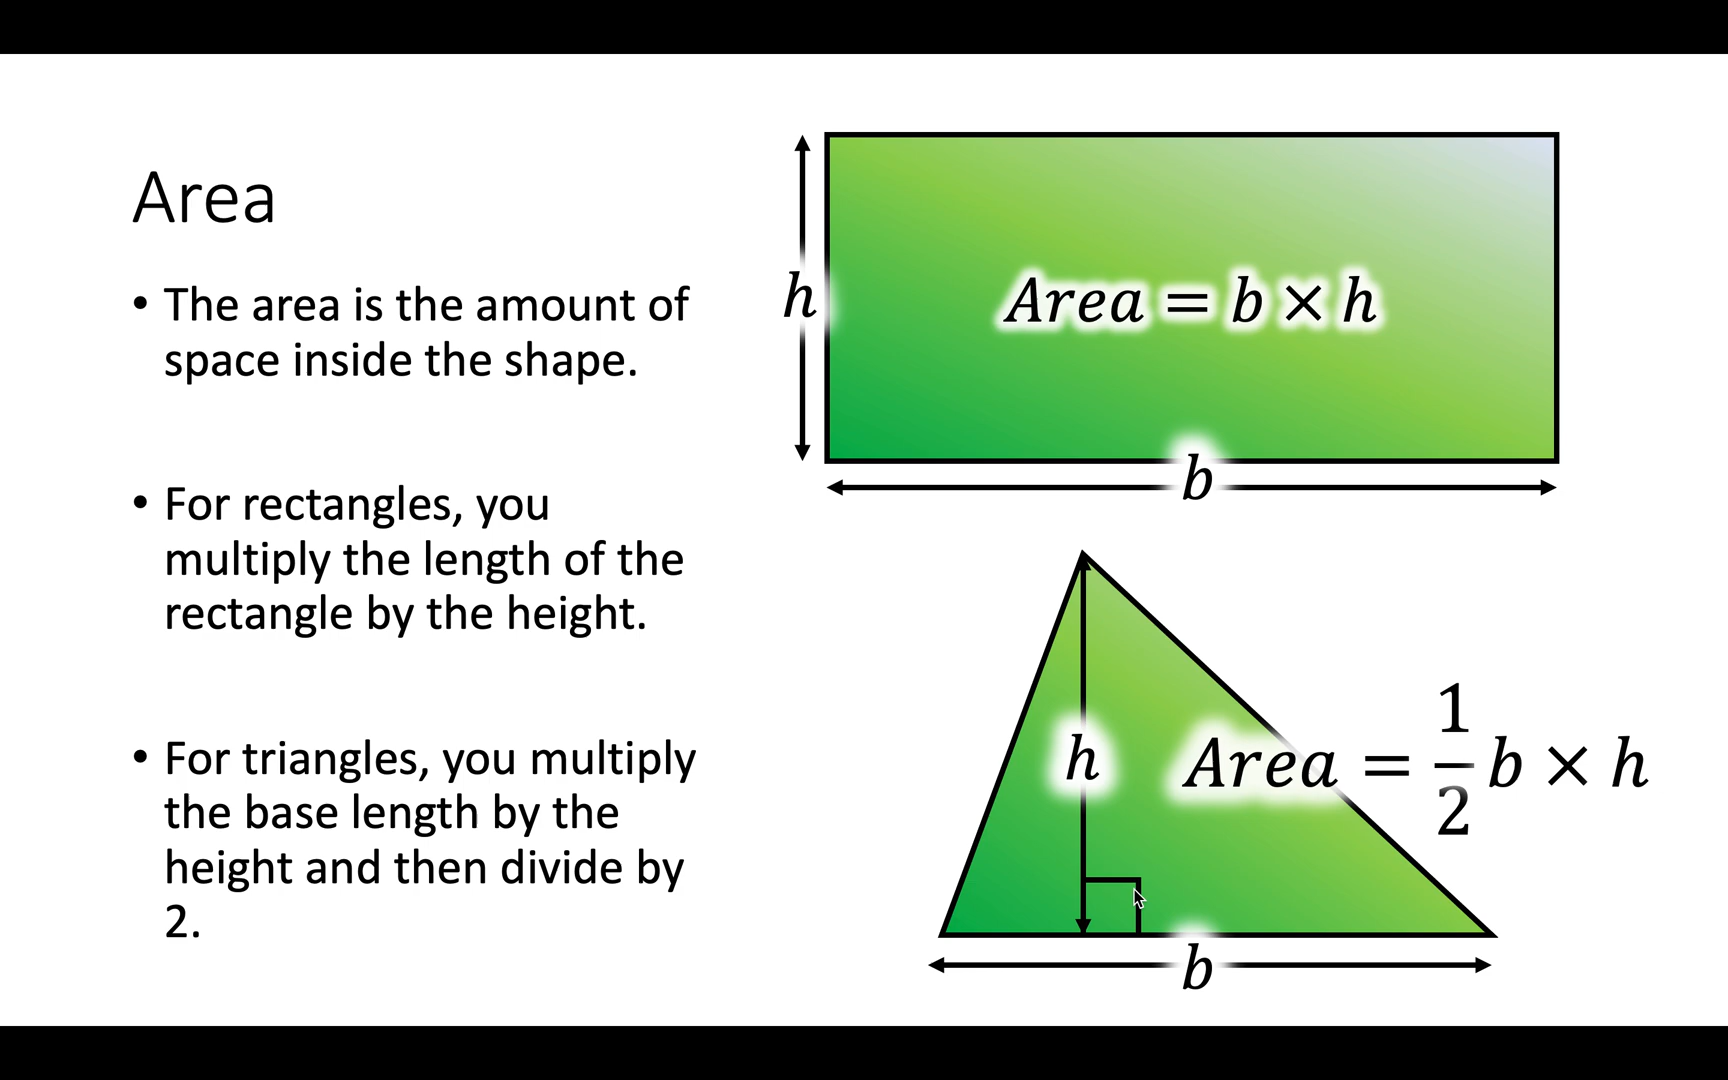 Area
• The area is the amount of
space inside the shape.
• For rectangles, you
multiply the length of the
rectangle by the height.
• For triangles, you multiply
the base length by the
height and then divide by
2.
h
Area = b × h
b
h
Area = 1/2 b × h
b